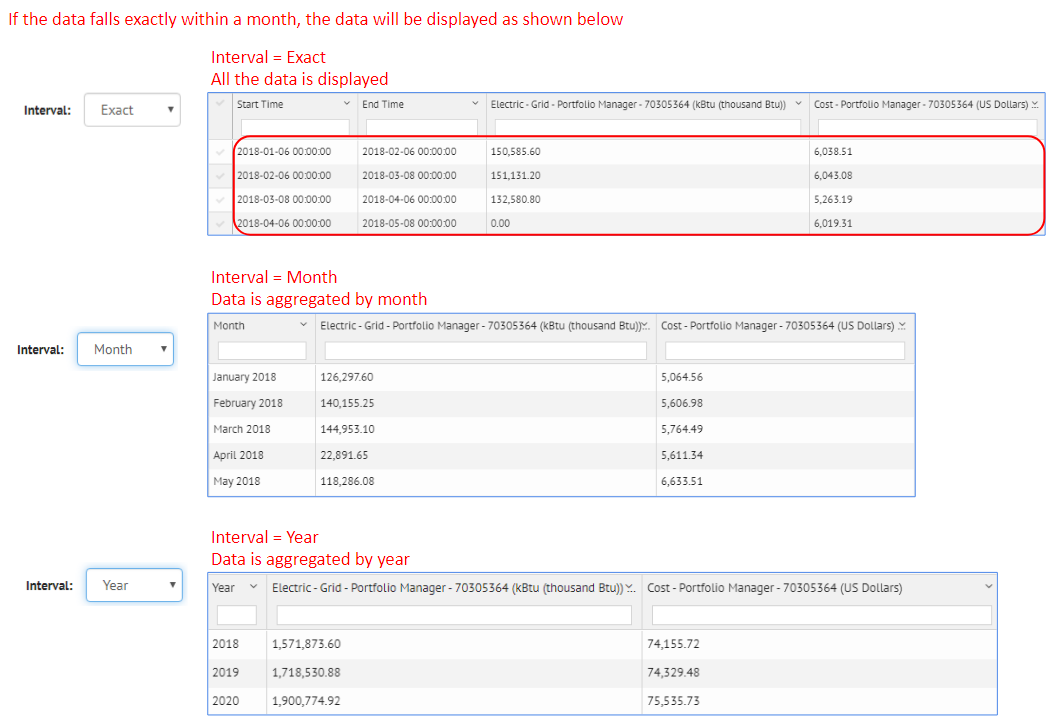 If the data falls exactly within a month, the data will be displayed as shown below
Interval = Exact
All the data is displayed
Interval: Exact
Start Time End Time Electric - Grid - Portfolio Manager - 70305364 (kBtu (thousand Btu)) Cost - Portfolio Manager - 70305364 (US Dollars)
2018-01-06 00:00:00 2018-02-06 00:00:00 150,585.60 6,038.51
2018-02-06 00:00:00 2018-03-08 00:00:00 151,131.20 6,043.08
2018-03-08 00:00:00 2018-04-06 00:00:00 132,580.80 5,263.19
2018-04-06 00:00:00 2018-05-08 00:00:00 0.00 6,019.31
Interval = Month
Data is aggregated by month
Interval: Month
Month Electric - Grid - Portfolio Manager - 70305364 (kBtu (thousand Btu)) Cost - Portfolio Manager - 70305364 (US Dollars)
January 2018 126,297.60 5,064.56
February 2018 140,155.25 5,606.98
March 2018 144,953.10 5,764.49
April 2018 22,891.65 5,611.34
May 2018 118,286.08 6,633.51
Interval = Year
Data is aggregated by year
Interval: Year
Year Electric - Grid - Portfolio Manager - 70305364 (kBtu (thousand Btu)) Cost - Portfolio Manager - 70305364 (US Dollars)
2018 1,571,873.60 74,155.72
2019 1,718,530.88 74,329.48
2020 1,900,774.92 75,535.73